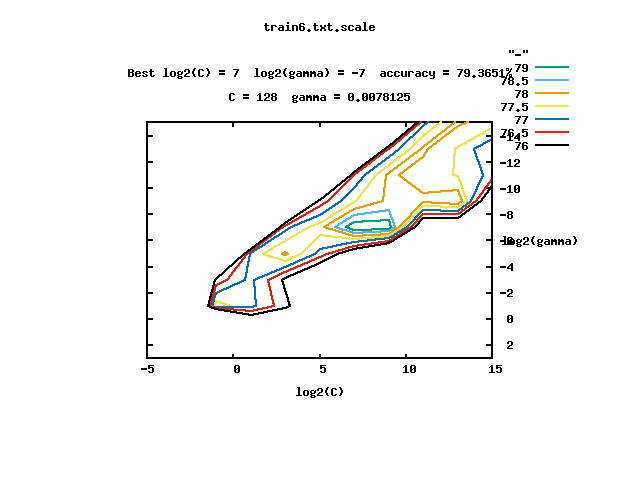 train6.txt.scale
"-"
Best log2(C) = 7  log2(gamma) = -7  accuracy = 79.3651%
C = 128  gamma = 0.0078125
79
78.5
78
77.5
77
76.5
76
-14
-12
-10
-8
-6
log2(gamma)
-4
-2
0
2
-5 0 5 10 15
log2(C)